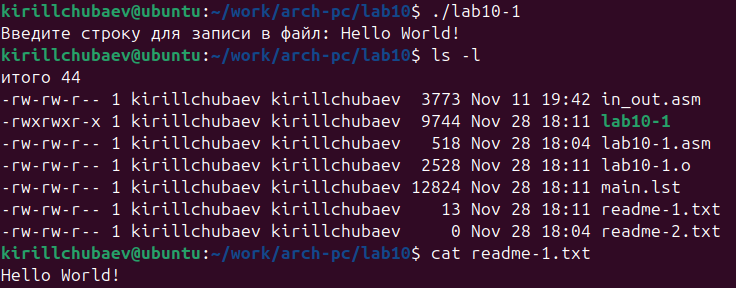 kirillchubaev@ubuntu:~/work/arch-pc/lab10$ ./lab10-1
Введите строку для записи в файл: Hello World!
kirillchubaev@ubuntu:~/work/arch-pc/lab10$ ls -l
итого 44
-rw-rw-r-- 1 kirillchubaev kirillchubaev  3773 Nov 11 19:42 in_out.asm
-rwxrwxr-x 1 kirillchubaev kirillchubaev  9744 Nov 28 18:11 lab10-1
-rw-rw-r-- 1 kirillchubaev kirillchubaev   518 Nov 28 18:04 lab10-1.asm
-rw-rw-r-- 1 kirillchubaev kirillchubaev  2528 Nov 28 18:11 lab10-1.o
-rw-rw-r-- 1 kirillchubaev kirillchubaev 12824 Nov 28 18:11 main.lst
-rw-rw-r-- 1 kirillchubaev kirillchubaev    13 Nov 28 18:11 readme-1.txt
-rw-rw-r-- 1 kirillchubaev kirillchubaev     0 Nov 28 18:04 readme-2.txt
kirillchubaev@ubuntu:~/work/arch-pc/lab10$ cat readme-1.txt
Hello World!